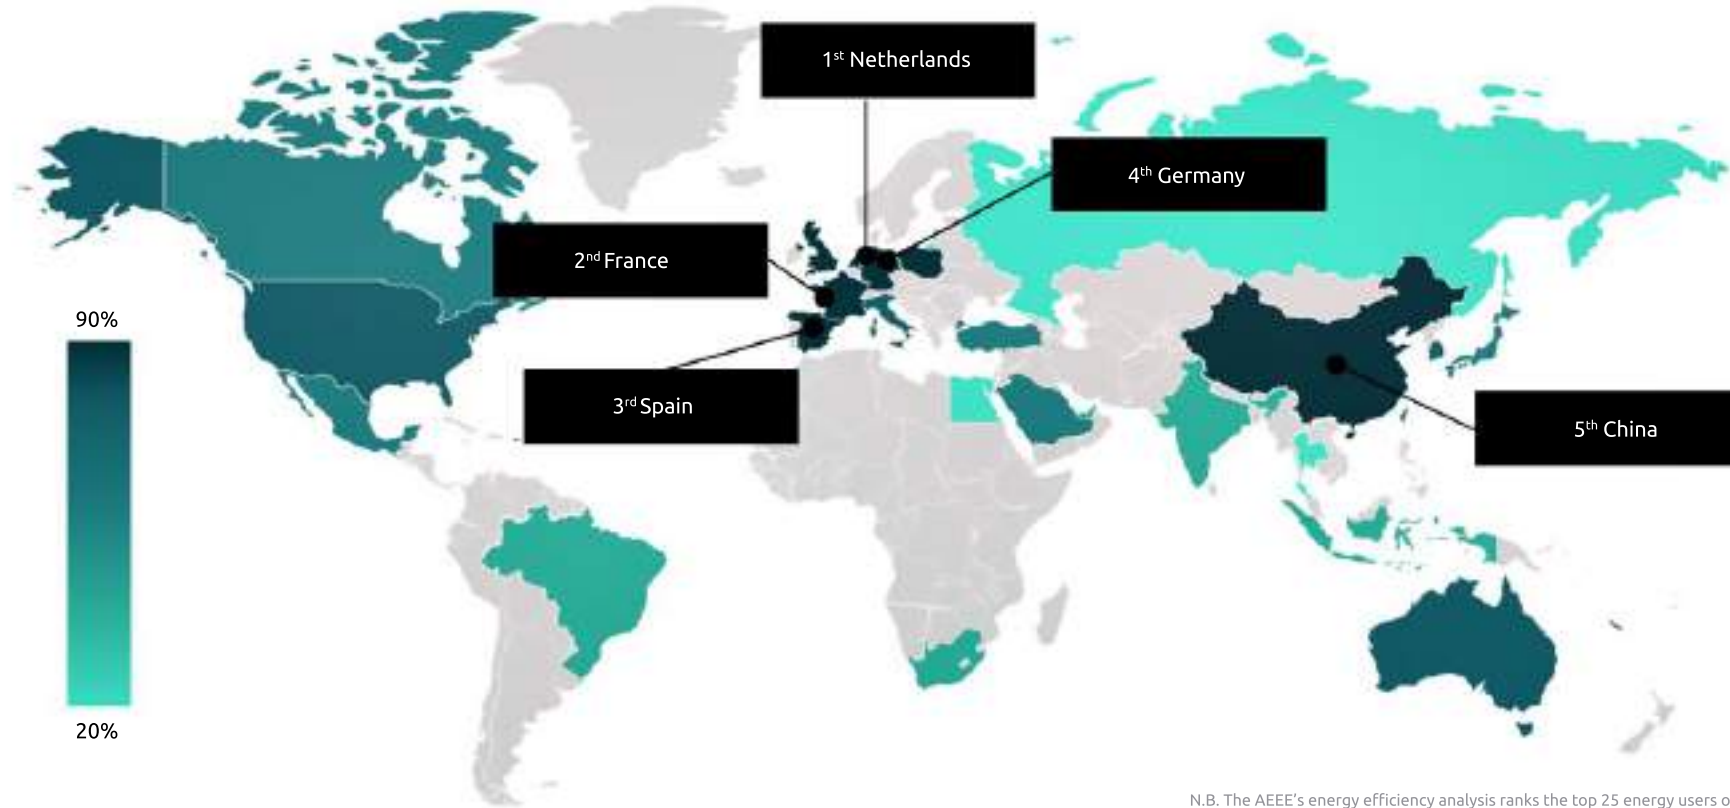 1st Netherlands
4th Germany
2nd France
90%
3rd Spain
5th China
20%
N.B. The AEEE's energy efficiency analysis ranks the top 25 energy users o